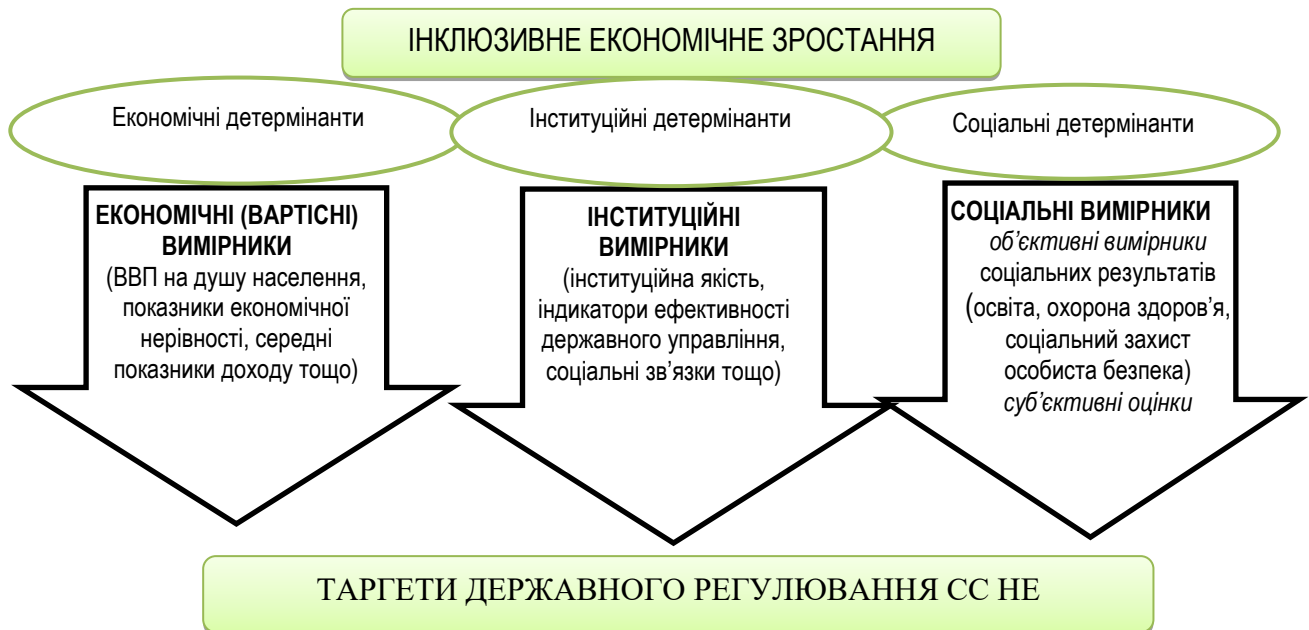 ІНКЛЮЗИВНЕ ЕКОНОМІЧНЕ ЗРОСТАННЯ
Економічні детермінанти
Інституційні детермінанти
Соціальні детермінанти
ЕКОНОМІЧНІ (ВАРТІСНІ)
ВИМІРНИКИ
(ВВП на душу населення,
показники економічної
нерівності, середні
показники доходу тощо)
ІНСТИТУЦІЙНІ
ВИМІРНИКИ
(інституційна якість,
індикатори ефективності
державного управління,
соціальні зв’язки тощо)
СОЦІАЛЬНІ ВИМІРНИКИ
об’єктивні вимірники
соціальних результатів
(освіта, охорона здоров’я,
соціальний захист
особиста безпека)
суб’єктивні оцінки
ТАРГЕТИ ДЕРЖАВНОГО РЕГУЛЮВАННЯ СС НЕ